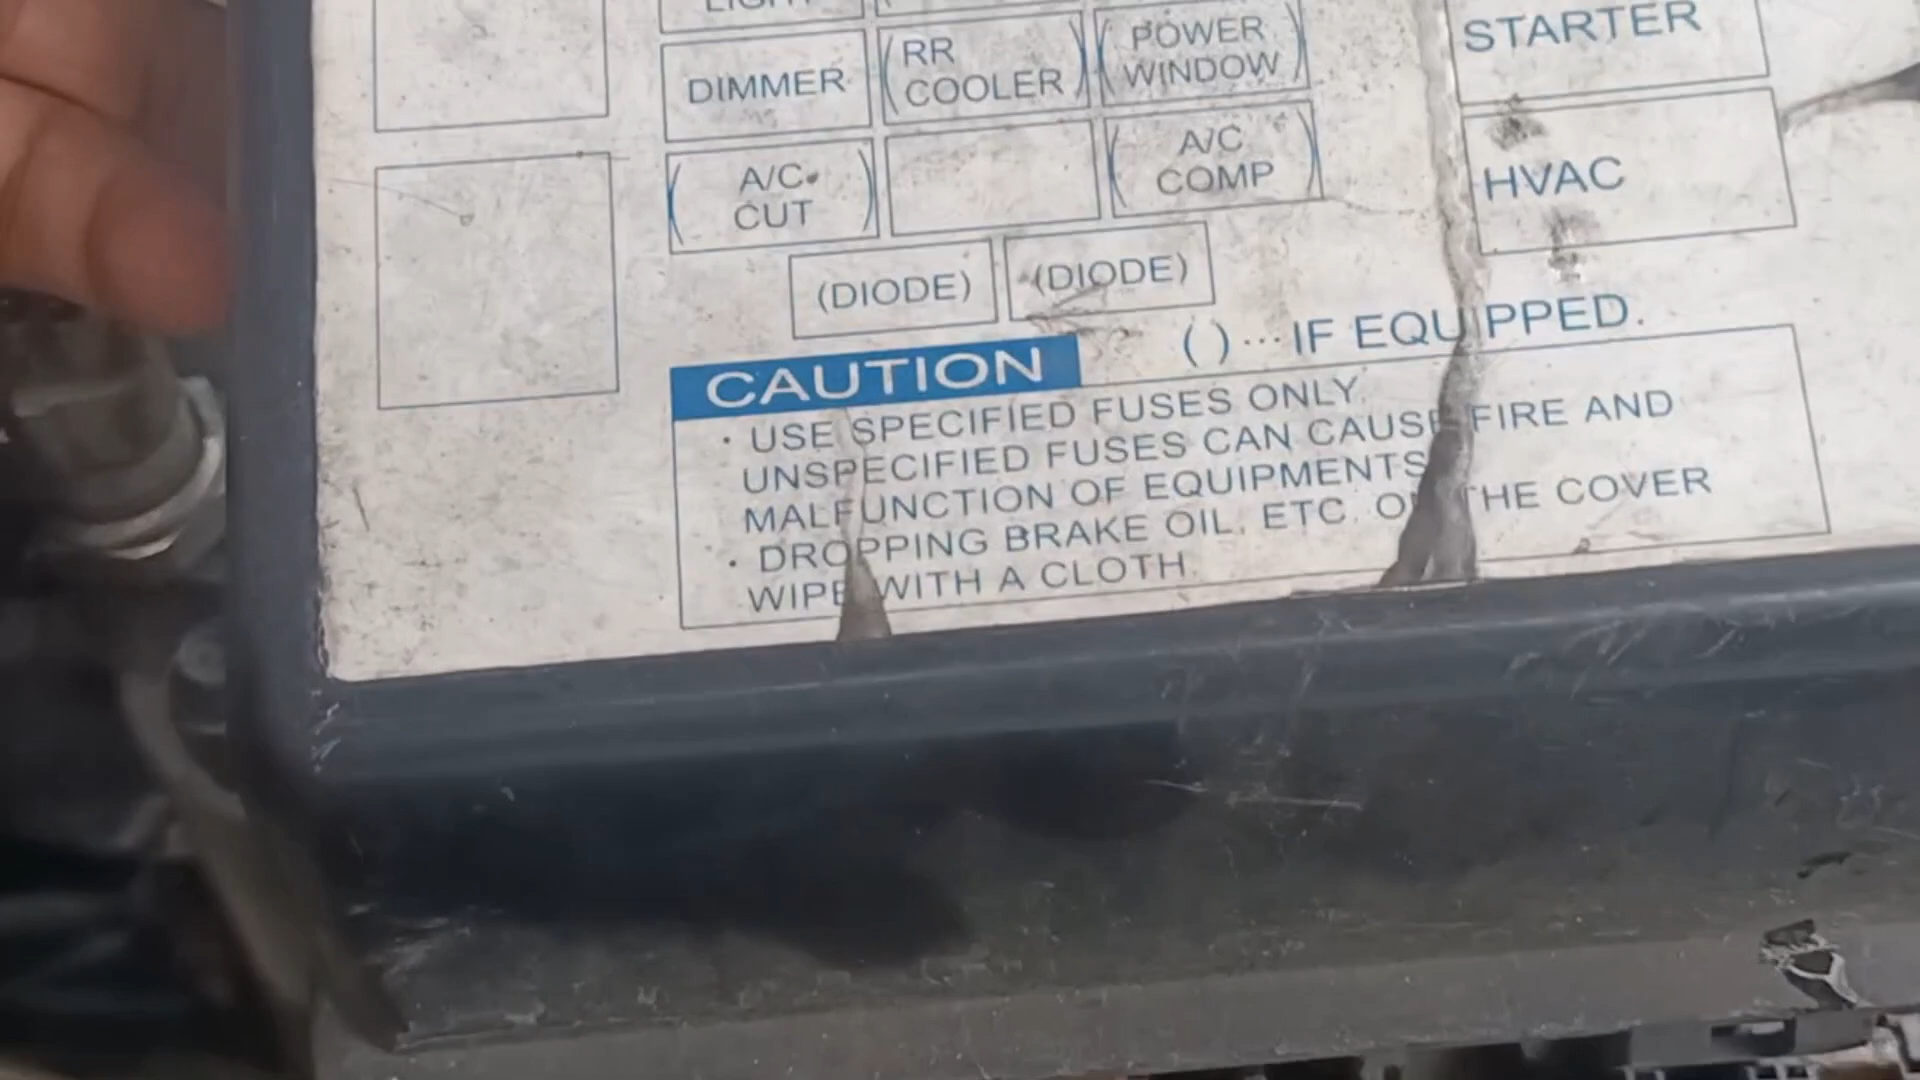 LIGHT
STARTER
DIMMER
(RR COOLER)
(POWER WINDOW)
HVAC
(A/C CUT)
(A/C COMP)
(DIODE)
(DIODE)
( ) ... IF EQUIPPED.
CAUTION
· USE SPECIFIED FUSES ONLY.
UNSPECIFIED FUSES CAN CAUSE FIRE AND
MALFUNCTION OF EQUIPMENTS
· DROPPING BRAKE OIL, ETC. ON THE COVER
WIPE WITH A CLOTH.